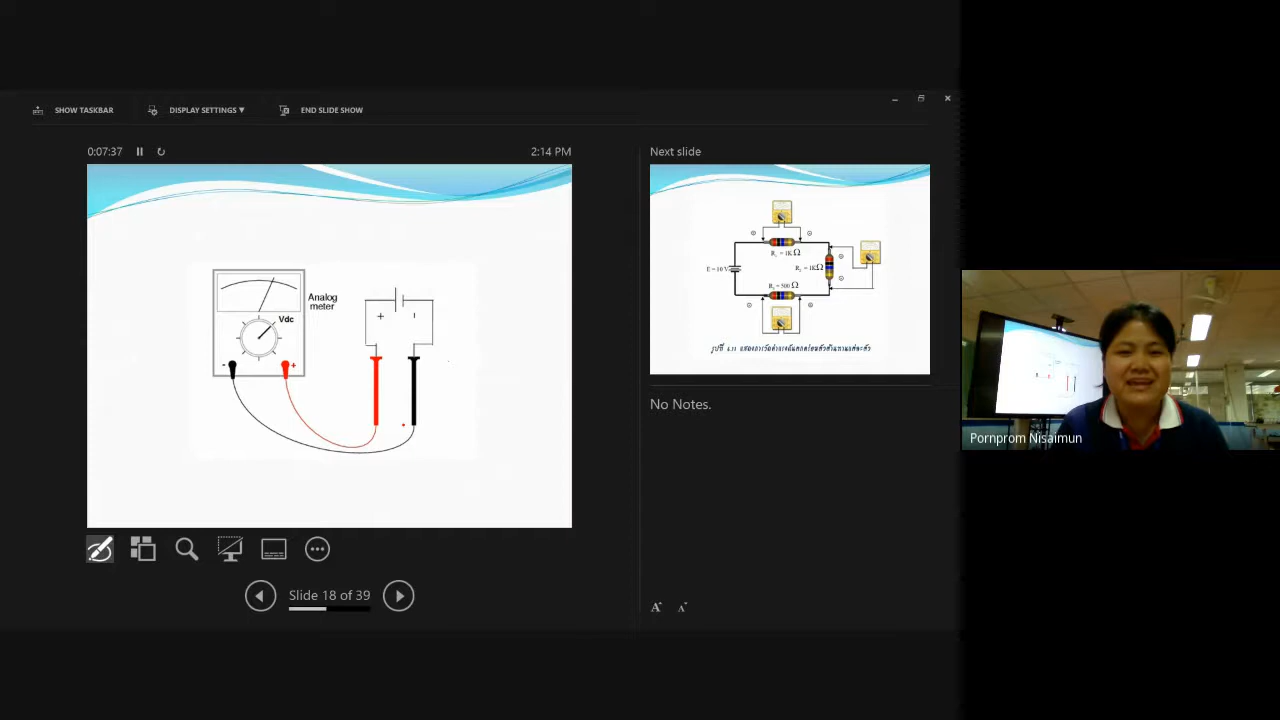 SHOW TASKBAR
DISPLAY SETTINGS ▼
END SLIDE SHOW
0:07:37
2:14 PM
Next slide
Analog
meter
Vdc
-
+
+
E = 10 V
R₁ = 1K Ω
R₂ = 1K Ω
R₃ = 500 Ω
No Notes.
Slide 18 of 39
Pornprom Nisaimun